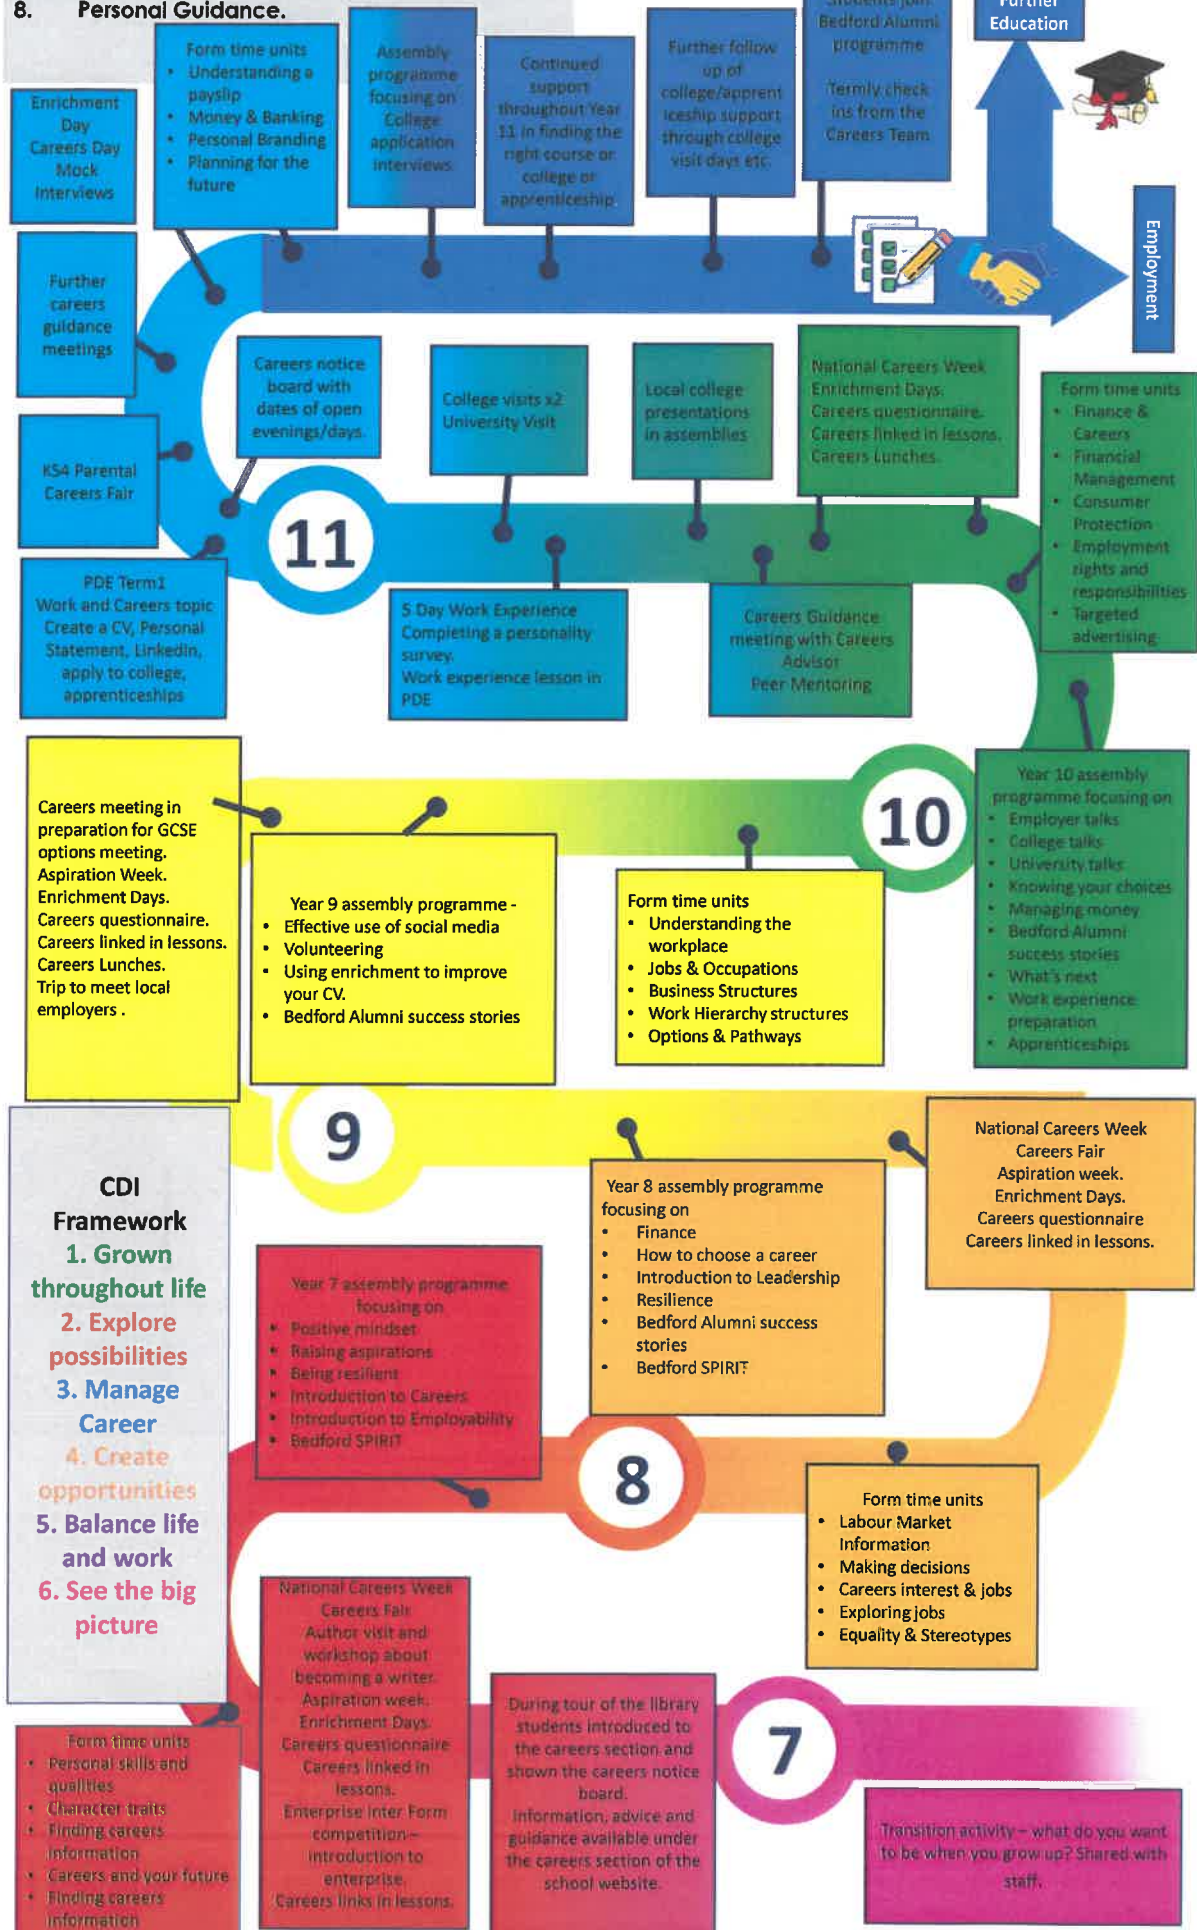 8. Personal Guidance.
Students join
Bedford Alumni
programme
Termly check
ins from the
Careers Team
Further
Education
Form time units
• Understanding a
payslip
• Money & Banking
• Personal Branding
• Planning for the
future
Assembly
programme
focusing on
College
application
interviews
Continued
support
throughout Year
11 in finding the
right course or
college or
apprenticeship
Further follow
up of
college/apprent
iceship support
through college
visit days etc.
Enrichment
Day
Careers Day
Mock
Interviews
Employment
Further
careers
guidance
meetings
Careers notice
board with
dates of open
evenings/days.
College visits x2
University Visit
Local college
presentations
in assemblies
National Careers Week
Enrichment Days.
Careers questionnaire.
Careers linked in lessons.
Careers Lunches.
Form time units
• Finance &
Careers
• Financial
Management
• Consumer
Protection
• Employment
rights and
responsibilities
• Targeted
advertising
KS4 Parental
Careers Fair
11
PDE Term1
Work and Careers topic
Create a CV, Personal
Statement, LinkedIn,
apply to college,
apprenticeships
5 Day Work Experience
Completing a personality
survey.
Work experience lesson in
PDE
Careers Guidance
meeting with Careers
Advisor
Peer Mentoring
10
Year 10 assembly
programme focusing on
• Employer talks
• College talks
• University talks
• Knowing your choices
• Managing money
• Bedford Alumni
success stories
• What's next
• Work experience
preparation
• Apprenticeships
Careers meeting in
preparation for GCSE
options meeting.
Aspiration Week.
Enrichment Days.
Careers questionnaire.
Careers linked in lessons.
Careers Lunches.
Trip to meet local
employers .
Year 9 assembly programme -
• Effective use of social media
• Volunteering
• Using enrichment to improve
your CV.
• Bedford Alumni success stories
Form time units
• Understanding the
workplace
• Jobs & Occupations
• Business Structures
• Work Hierarchy structures
• Options & Pathways
9
CDI
Framework
1. Grown
throughout life
2. Explore
possibilities
3. Manage
Career
4. Create
opportunities
5. Balance life
and work
6. See the big
picture
Year 8 assembly programme
focusing on
• Finance
• How to choose a career
• Introduction to Leadership
• Resilience
• Bedford Alumni success
stories
• Bedford SPIRIT
National Careers Week
Careers Fair
Aspiration week.
Enrichment Days.
Careers questionnaire
Careers linked in lessons.
Year 7 assembly programme
focusing on
• Positive mindset
• Raising aspirations
• Being resilient
• Introduction to Careers
• Introduction to Employability
• Bedford SPIRIT
8
Form time units
• Labour Market
Information
• Making decisions
• Careers interest & jobs
• Exploring jobs
• Equality & Stereotypes
National Careers Week
Careers Fair
Author visit and
workshop about
becoming a writer.
Aspiration week.
Enrichment Days.
Careers questionnaire
Careers linked in
lessons.
Enterprise Inter Form
competition –
introduction to
enterprise
Careers links in lessons.
During tour of the library
students introduced to
the careers section and
shown the careers notice
board.
Information, advice and
guidance available under
the careers section of the
school website.
7
Form time units
• Personal skills and
qualities
• Character traits
• Finding careers
information
• Careers and your future
• Finding careers
information
Transition activity – what do you want
to be when you grow up? Shared with
staff.